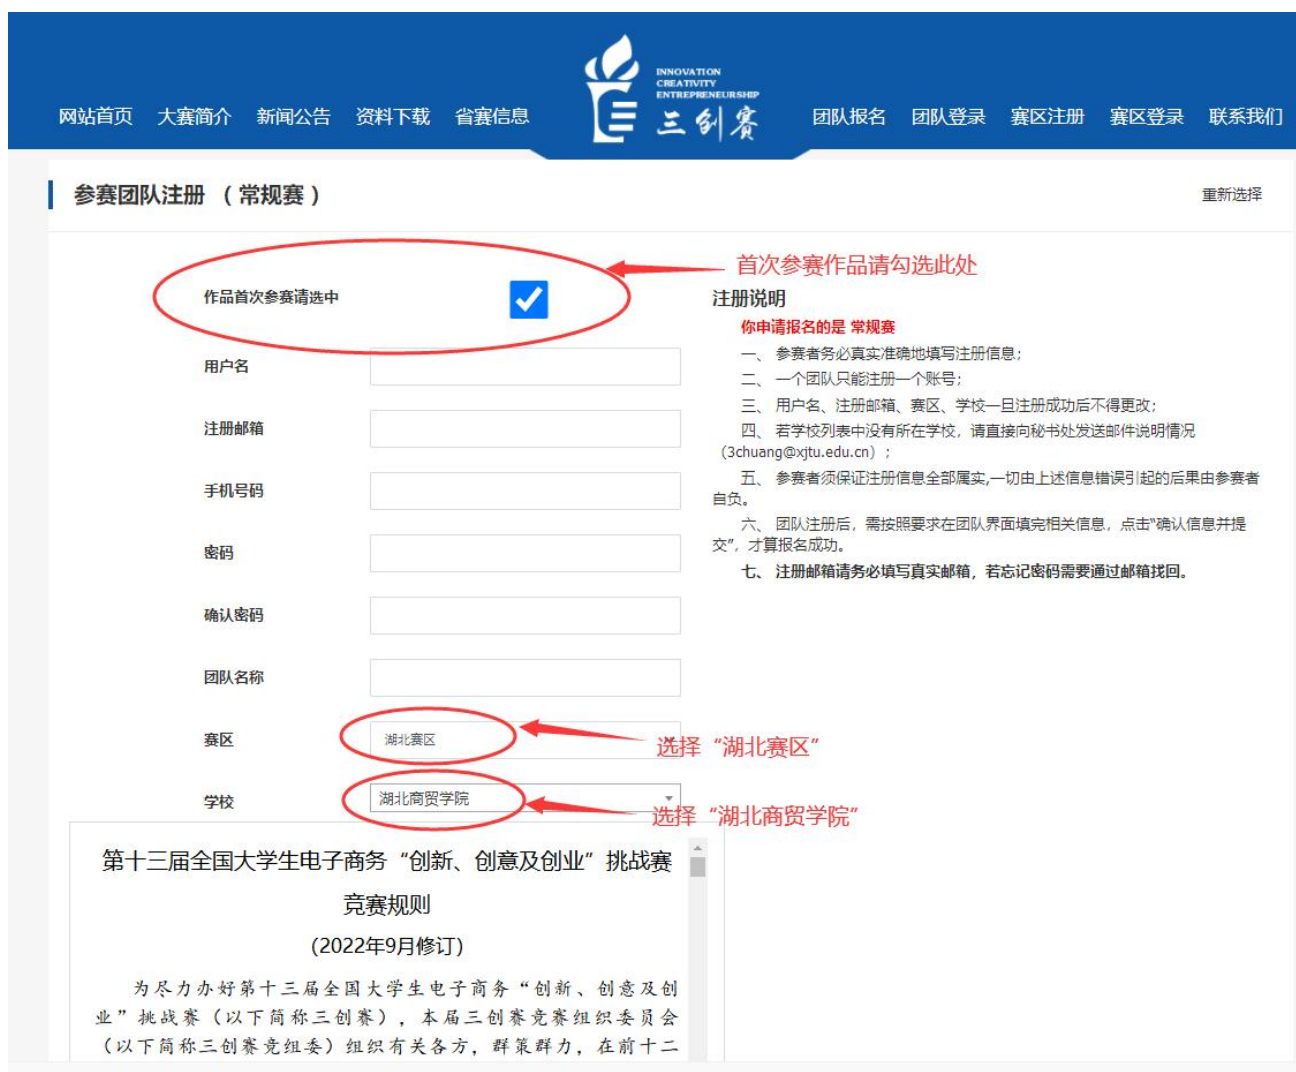 网站首页 大赛简介 新闻公告 资料下载 省赛信息
INNOVATION
CREATIVITY
ENTREPRENEURSHIP
三创赛
团队报名 团队登录 赛区注册 赛区登录 联系我们
参赛团队注册 （常规赛）
重新选择
首次参赛作品请勾选此处
作品首次参赛请选中
用户名
注册邮箱
手机号码
密码
确认密码
团队名称
赛区 湖北赛区
选择“湖北赛区”
学校 湖北商贸学院
选择“湖北商贸学院”
注册说明
你申请报名的是 常规赛
一、 参赛者务必真实准确地填写注册信息；
二、 一个团队只能注册一个账号；
三、 用户名、注册邮箱、赛区、学校一旦注册成功后不得更改；
四、 若学校列表中没有所在学校，请直接向秘书处发送邮件说明情况
（3chuang@xjtu.edu.cn）；
五、 参赛者须保证注册信息全部属实,一切由上述信息错误引起的后果由参赛者
自负。
六、 团队注册后，需按照要求在团队界面填完相关信息，点击“确认信息并提
交”，才算报名成功。
七、 注册邮箱请务必填写真实邮箱，若忘记密码需要通过邮箱找回。
第十三届全国大学生电子商务“创新、创意及创业”挑战赛
竞赛规则
(2022年9月修订)
为尽力办好第十三届全国大学生电子商务“创新、创意及创
业”挑战赛（以下简称三创赛），本届三创赛竞赛组织委员会
（以下简称三创赛竞组委）组织有关各方，群策群力，在前十二